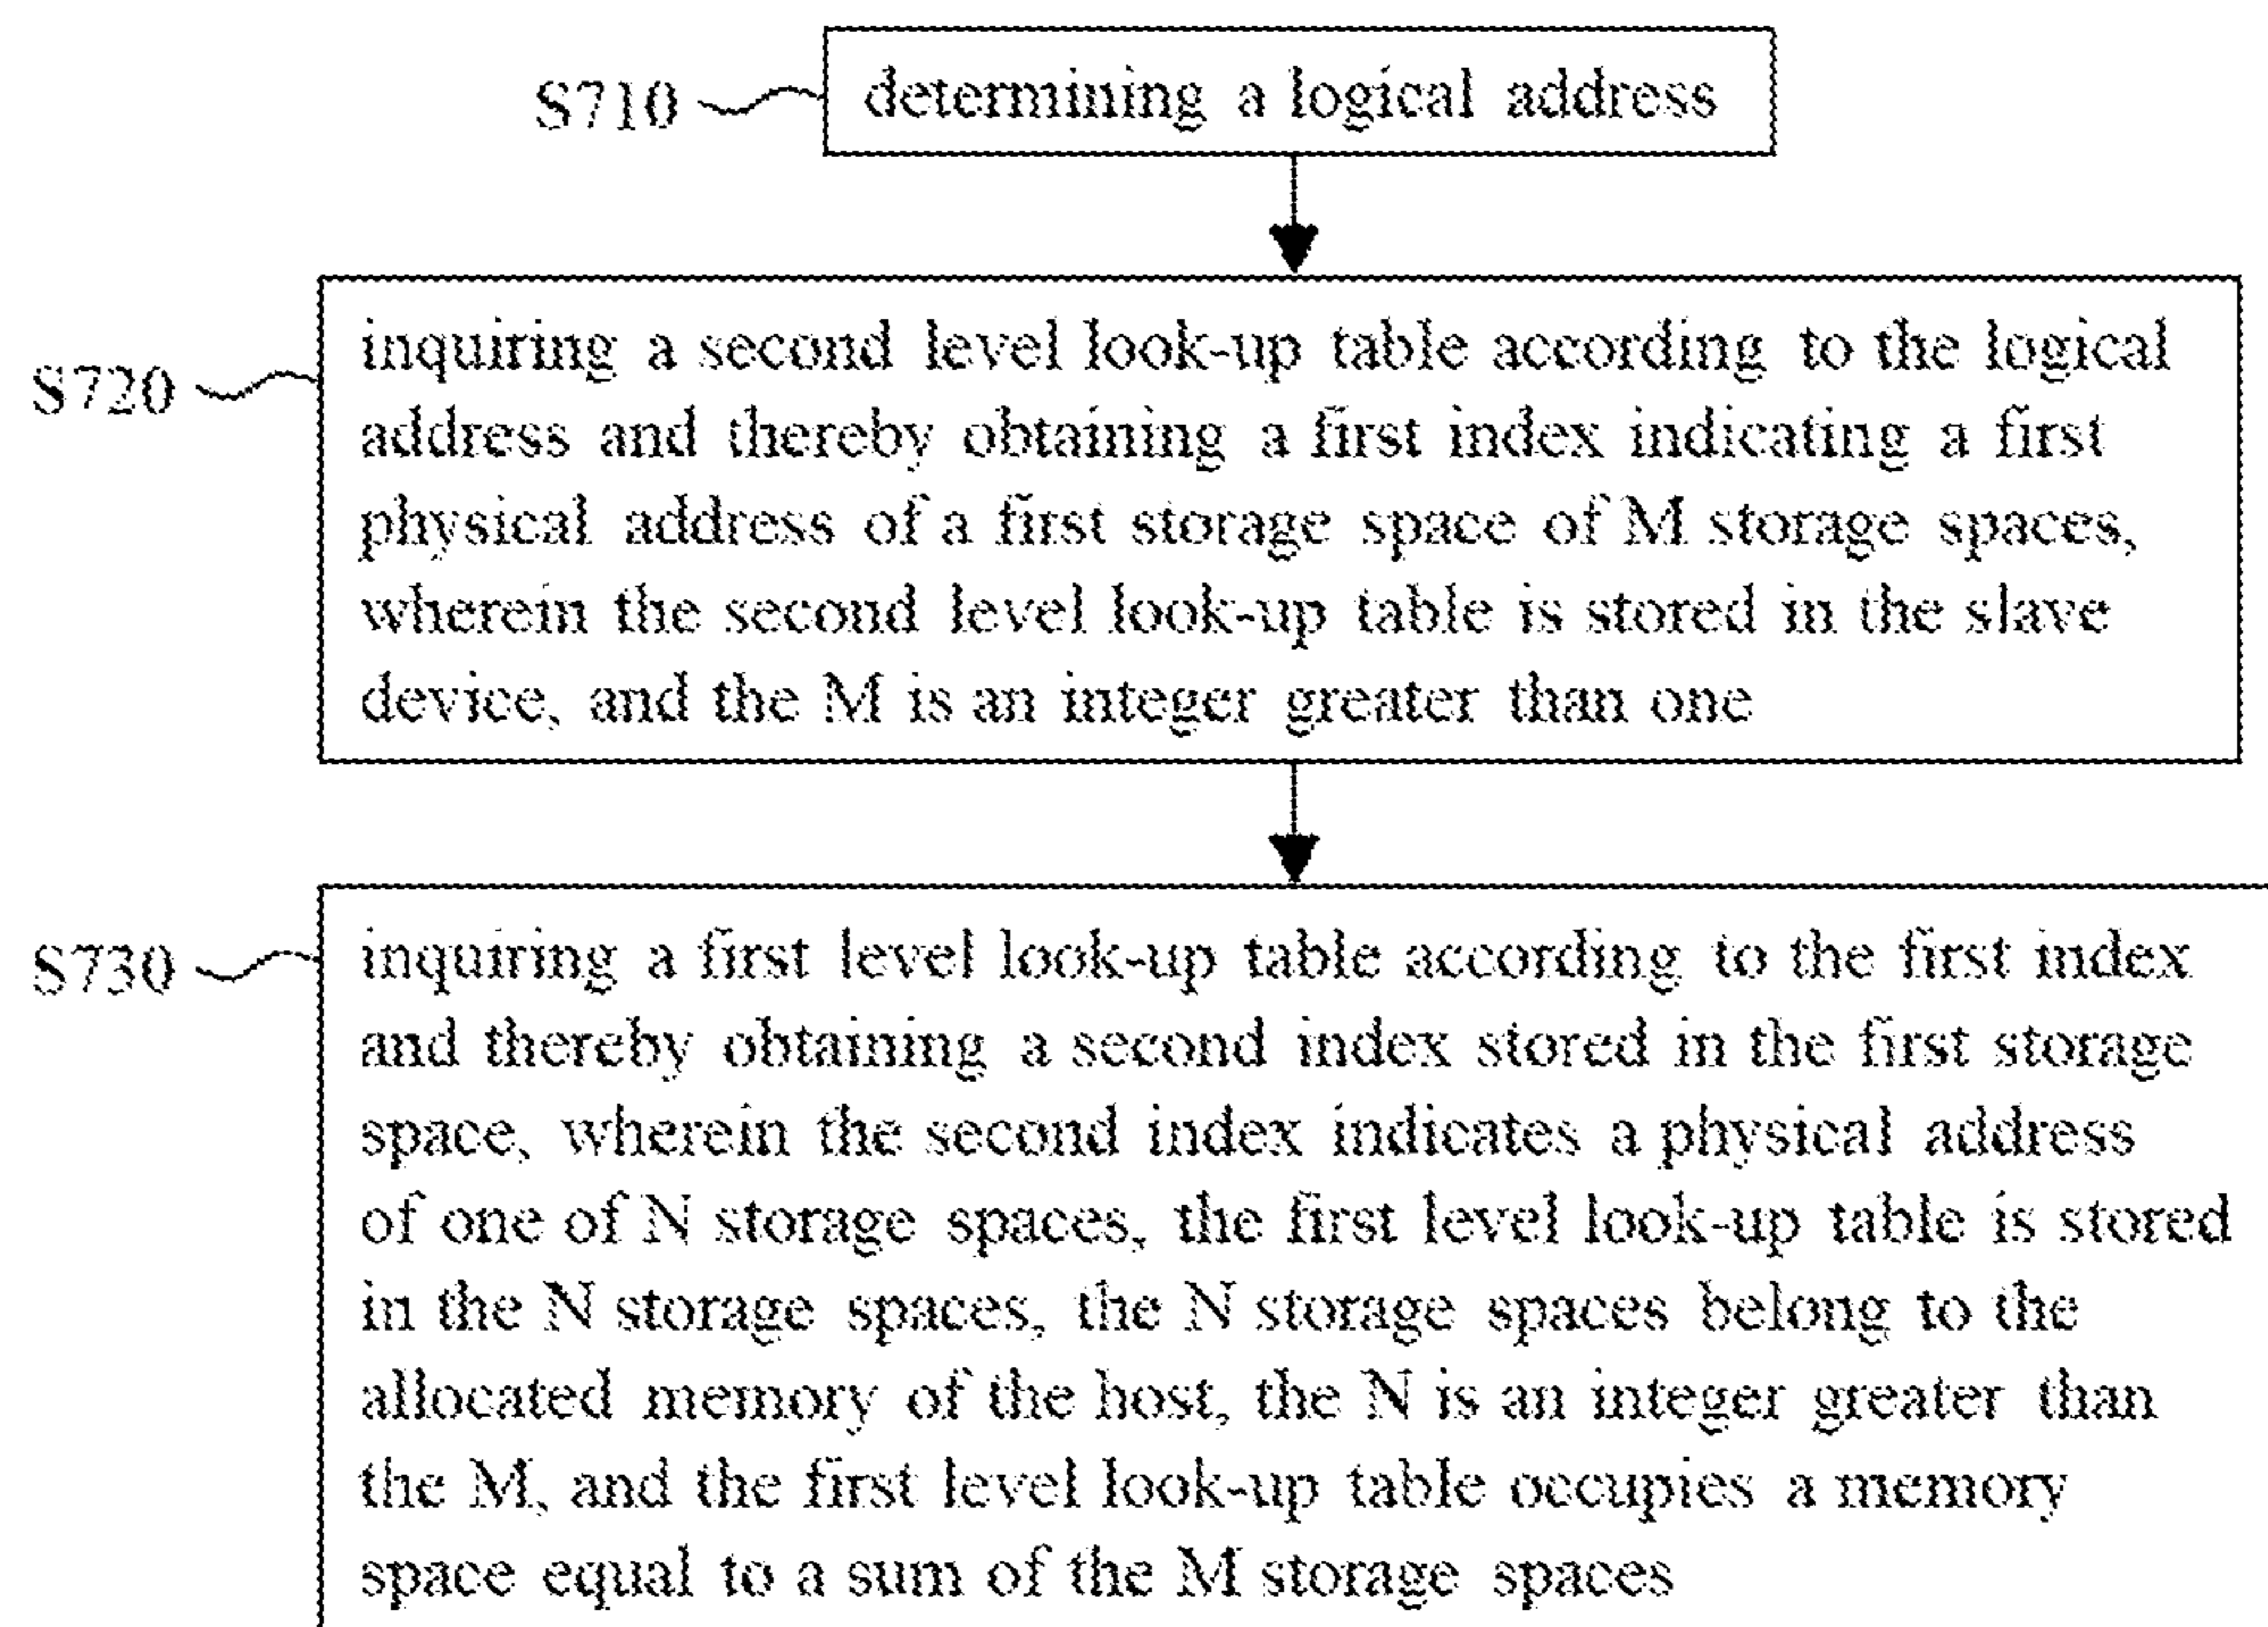 S710
determining a logical address
S720
inquiring a second level look-up table according to the logical
address and thereby obtaining a first index indicating a first
physical address of a first storage space of M storage spaces,
wherein the second level look-up table is stored in the slave
device, and the M is an integer greater than one
S730
inquiring a first level look-up table according to the first index
and thereby obtaining a second index stored in the first storage
space, wherein the second index indicates a physical address
of one of N storage spaces, the first level look-up table is stored
in the N storage spaces, the N storage spaces belong to the
allocated memory of the host, the N is an integer greater than
the M, and the first level look-up table occupies a memory
space equal to a sum of the M storage spaces